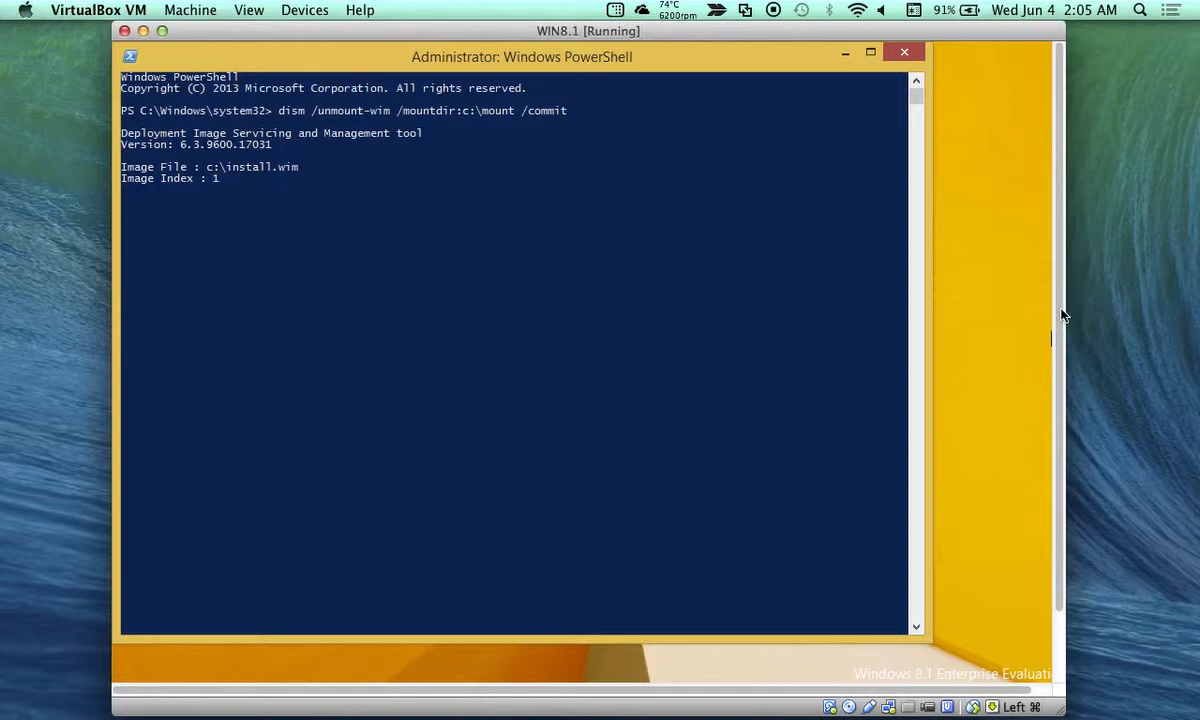 VirtualBox VM Machine View Devices Help 74°C 6200rpm 91% Wed Jun 4 2:05 AM
WIN8.1 [Running]
Administrator: Windows PowerShell
Windows PowerShell
Copyright (C) 2013 Microsoft Corporation. All rights reserved.
PS C:\Windows\system32> dism /unmount-wim /mountdir:c:\mount /commit
Deployment Image Servicing and Management tool
Version: 6.3.9600.17031
Image File : c:\install.wim
Image Index : 1
Windows 8.1 Enterprise Evaluati
Left ⌘